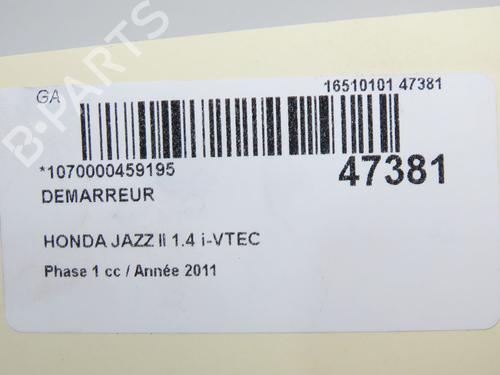 GA
16510101 47381
*1070000459195
47381
DEMARREUR
HONDA JAZZ II 1.4 i-VTEC
Phase 1 cc / Année 2011
B-PARTS